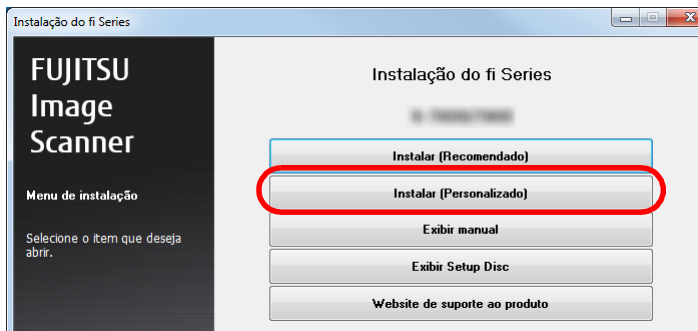 Instalação do fi Series
FUJITSU
Image
Scanner
Menu de instalação
Selecione o item que deseja
abrir.
Instalação do fi Series
Instalar (Recomendado)
Instalar (Personalizado)
Exibir manual
Exibir Setup Disc
Website de suporte ao produto